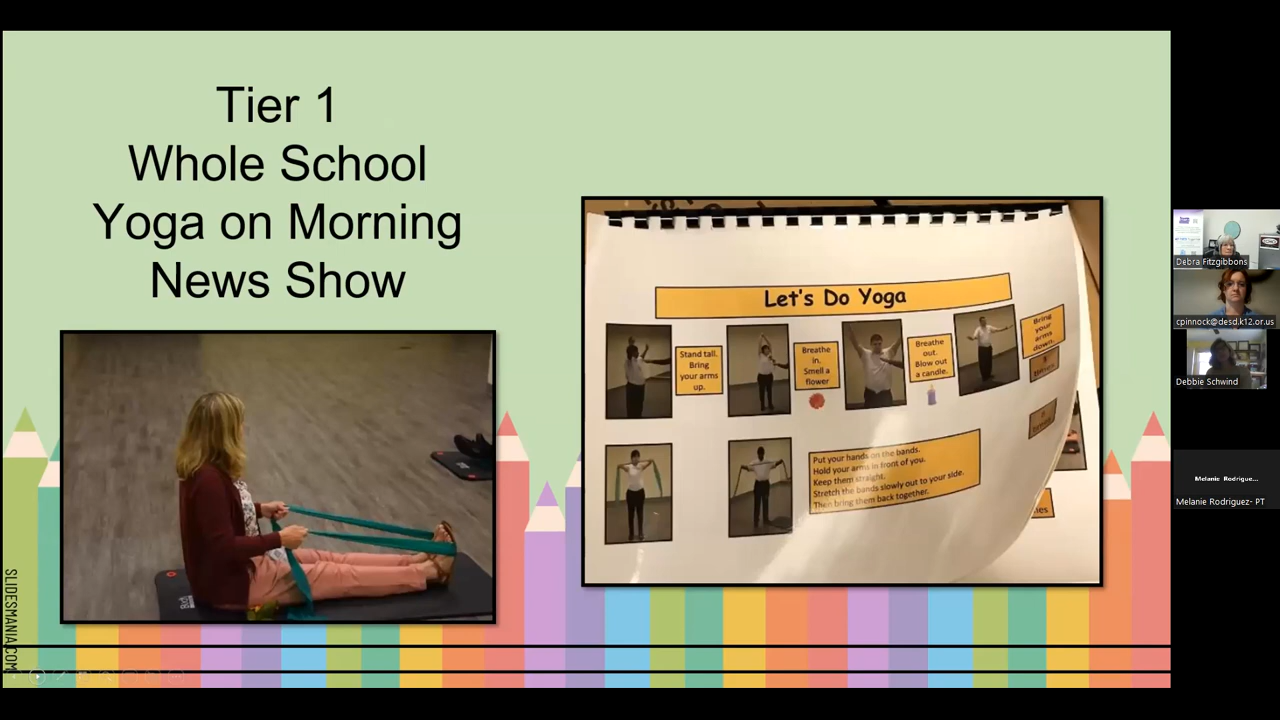 Tier 1
Whole School
Yoga on Morning
News Show
Let's Do Yoga
Stand tall.
Bring
your arms
up.
Breathe
in.
Smell a
flower
Breathe
out.
Blow out
a candle.
Bring
your
arms
down.
Put your hands on the bands.
Hold your arms in front of you.
Keep them straight.
Stretch the bands slowly out to your side.
Then bring them back together.
SLIDESMANIA.COM
Debra Fitzgibbons
cpinnock@desd.k12.or.us
Debbie Schwind
Melanie Rodrigue...
Melanie Rodriguez- PT